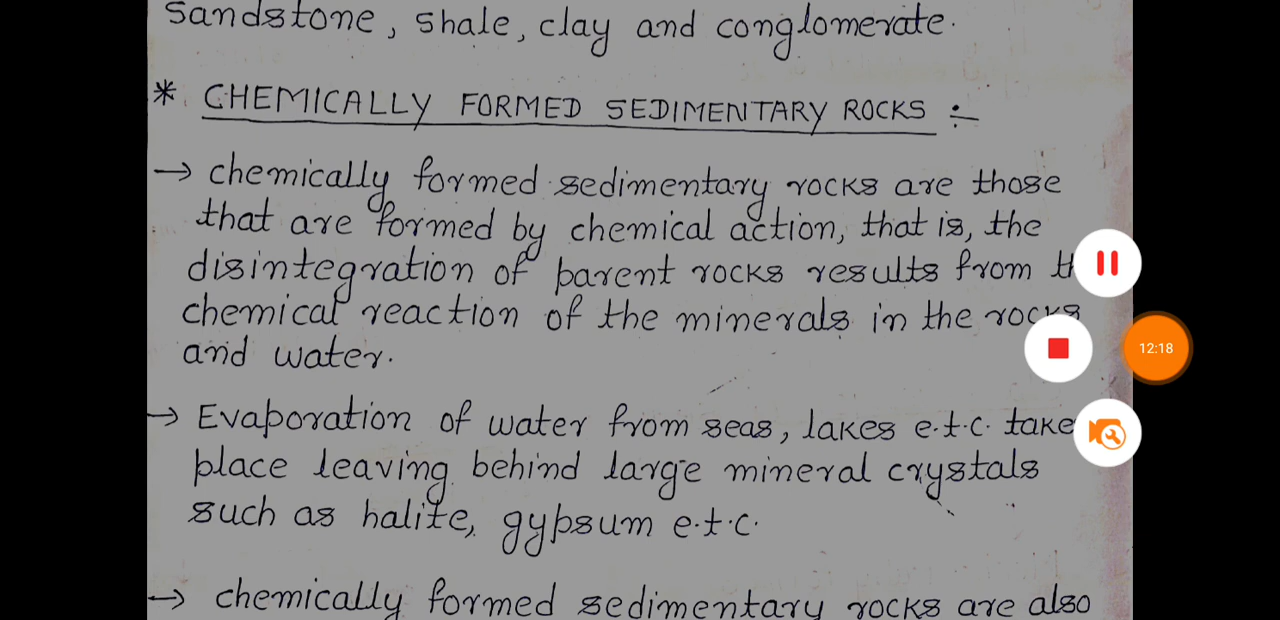 sandstone, shale, clay and conglomerate.
* CHEMICALLY FORMED SEDIMENTARY ROCKS :-
→ chemically formed sedimentary rocks are those
that are formed by chemical action, that is, the
disintegration of parent rocks results from
chemical reaction of the minerals in the rocks
and water.
→ Evaporation of water from seas, lakes e.t.c. take
place leaving behind large mineral crystals
such as halite, gypsum e.t.c.
→ chemically formed sedimentary rocks are also
12:18